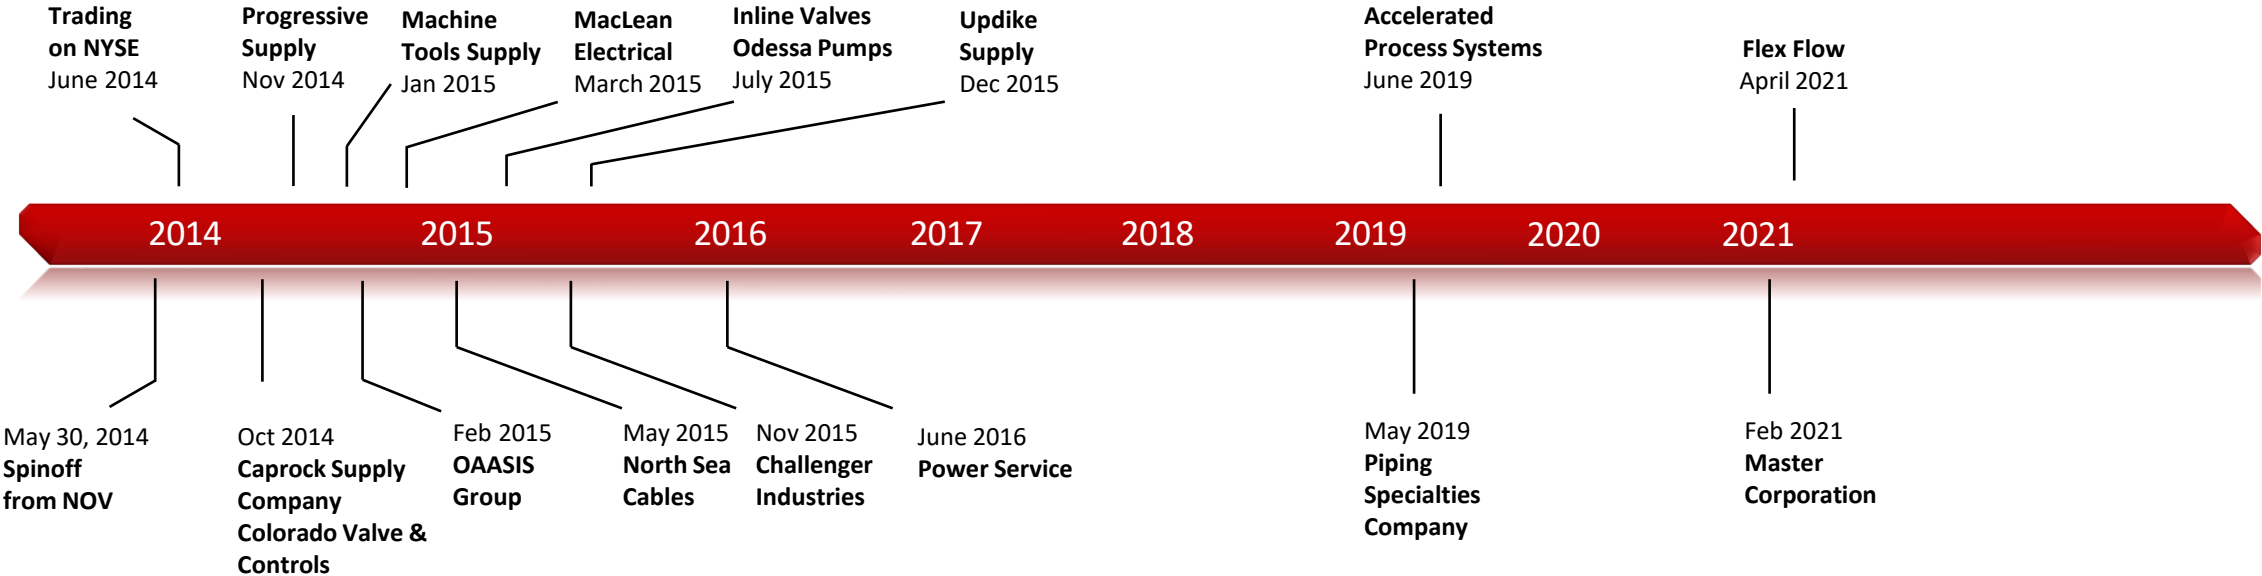 Trading
on NYSE
June 2014
Progressive
Supply
Nov 2014
Machine
Tools Supply
Jan 2015
MacLean
Electrical
March 2015
Inline Valves
Odessa Pumps
July 2015
Updike
Supply
Dec 2015
Accelerated
Process Systems
June 2019
Flex Flow
April 2021
2014
2015
2016
2017
2018
2019
2020
2021
May 30, 2014
Spinoff
from NOV
Oct 2014
Caprock Supply
Company
Colorado Valve &
Controls
Feb 2015
OAASIS
Group
May 2015
North Sea
Cables
Nov 2015
Challenger
Industries
June 2016
Power Service
May 2019
Piping
Specialties
Company
Feb 2021
Master
Corporation